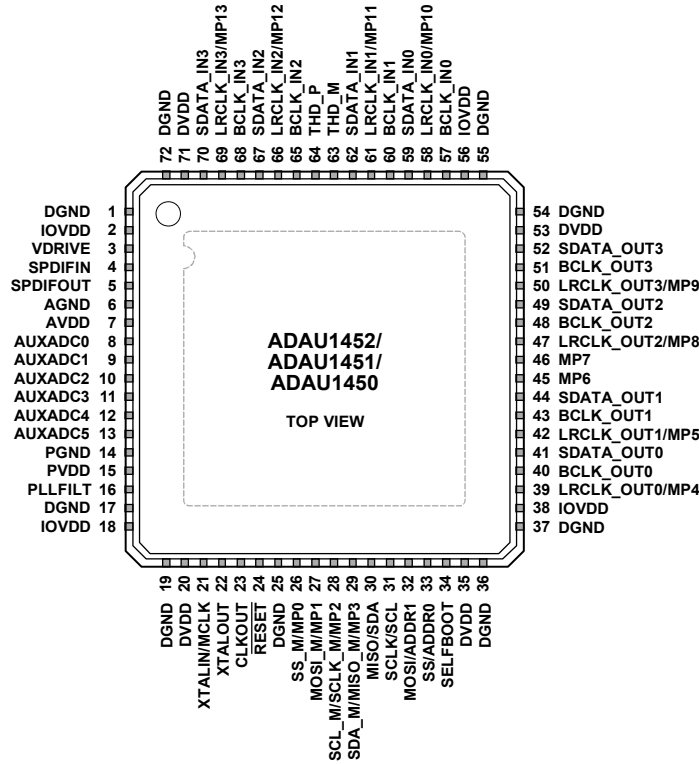 DGND 72
DVDD 71
SDATA_IN3 70
LRCLK_IN3/MP13 69
BCLK_IN3 68
SDATA_IN2 67
LRCLK_IN2/MP12 66
BCLK_IN2 65
THD_P 64
THD_M 63
SDATA_IN1 62
LRCLK_IN1/MP11 61
BCLK_IN1 60
SDATA_IN0 59
LRCLK_IN0/MP10 58
BCLK_IN0 57
IOVDD 56
DGND 55
DGND 1
IOVDD 2
VDRIVE 3
SPDIFIN 4
SPDIFOUT 5
AGND 6
AVDD 7
AUXADC0 8
AUXADC1 9
AUXADC2 10
AUXADC3 11
AUXADC4 12
AUXADC5 13
PGND 14
PVDD 15
PLLFILT 16
DGND 17
IOVDD 18
ADAU1452/
ADAU1451/
ADAU1450
TOP VIEW
54 DGND
53 DVDD
52 SDATA_OUT3
51 BCLK_OUT3
50 LRCLK_OUT3/MP9
49 SDATA_OUT2
48 BCLK_OUT2
47 LRCLK_OUT2/MP8
46 MP7
45 MP6
44 SDATA_OUT1
43 BCLK_OUT1
42 LRCLK_OUT1/MP5
41 SDATA_OUT0
40 BCLK_OUT0
39 LRCLK_OUT0/MP4
38 IOVDD
37 DGND
DGND 19
DVDD 20
XTALIN/MCLK 21
XTALOUT 22
CLKOUT 23
RESET 24
DGND 25
SS_M/MP0 26
MOSI_M/MP1 27
SCL_M/SCLK_M/MP2 28
SDA_M/MISO_M/MP3 29
MISO/SDA 30
SCLK/SCL 31
MOSI/ADDR1 32
SS/ADDR0 33
SELFBOOT 34
DVDD 35
DGND 36